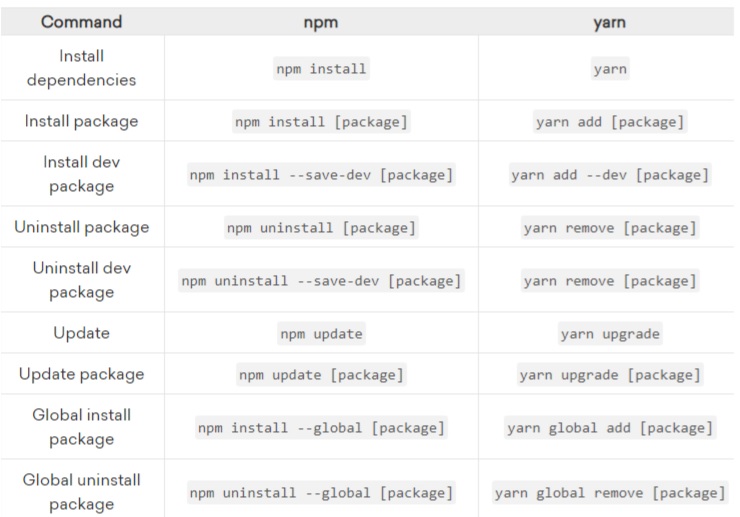 Command npm yarn
Install
dependencies
npm install yarn
Install package npm install [package] yarn add [package]
Install dev
package
npm install --save-dev [package] yarn add --dev [package]
Uninstall package npm uninstall [package] yarn remove [package]
Uninstall dev
package
npm uninstall --save-dev [package] yarn remove [package]
Update npm update yarn upgrade
Update package npm update [package] yarn upgrade [package]
Global install
package
npm install --global [package] yarn global add [package]
Global uninstall
package
npm uninstall --global [package] yarn global remove [package]